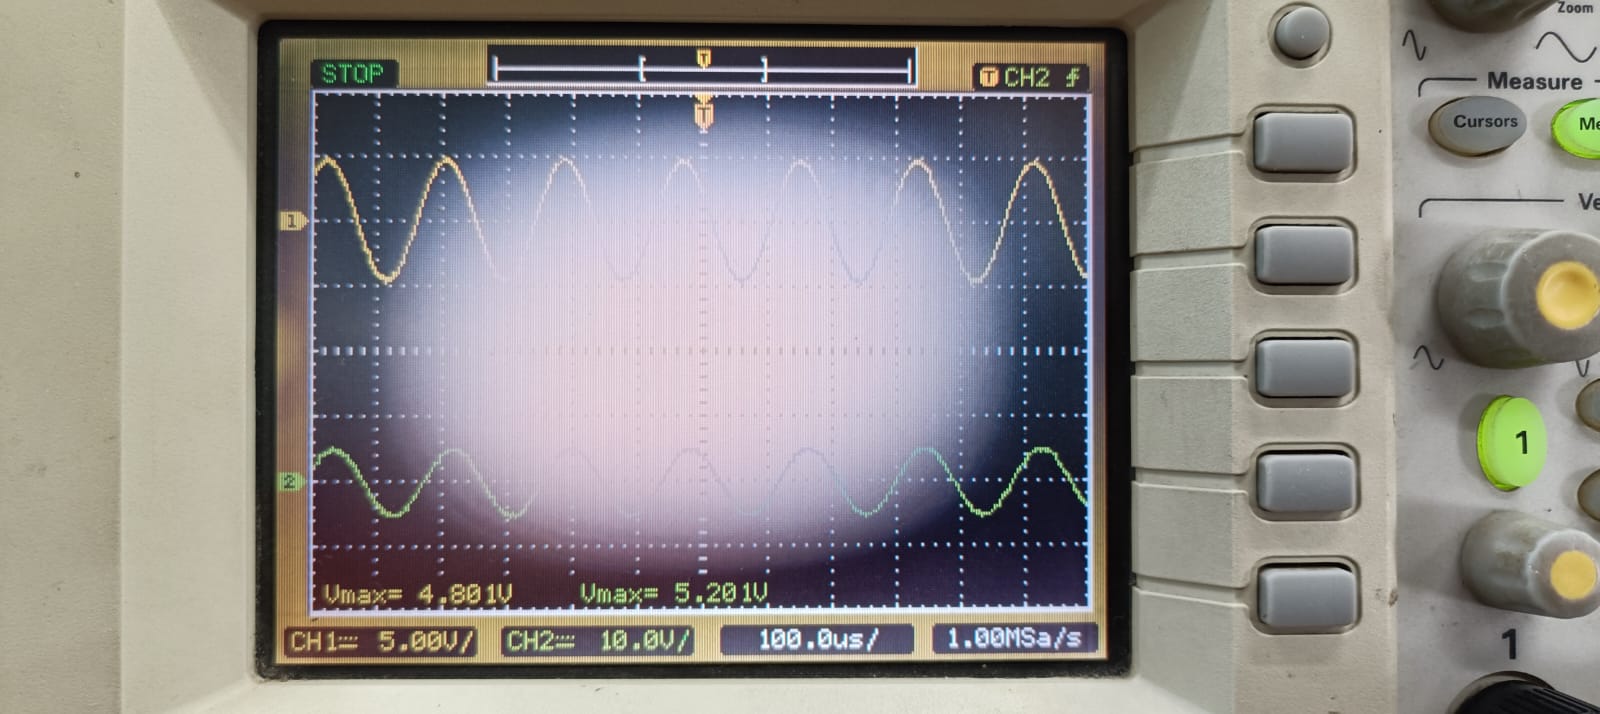 Zoom
STOP
T
T CH2
Measure
T
Cursors
Me
1
Ve
1
2
Vmax= 4.801V Vmax= 5.201V
CH1 5.00V/ CH2 10.0V/ 100.0us/ 1.00MSa/s
1